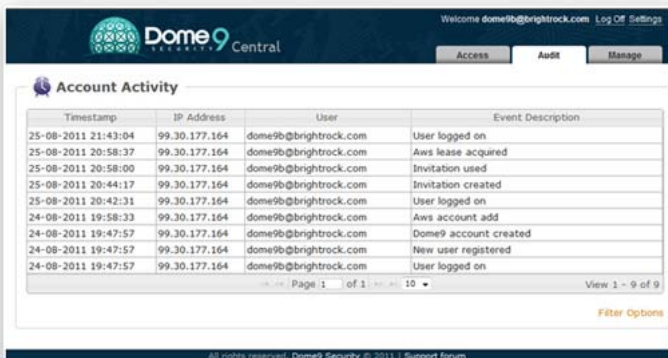 Welcome dome9b@brightrock.com Log Off Settings
Dome9 Central
SECURITY
Access Audit Manage
Account Activity
Timestamp IP Address User Event Description
25-08-2011 21:43:04 99.30.177.164 dome9b@brightrock.com User logged on
25-08-2011 20:58:37 99.30.177.164 dome9b@brightrock.com Aws lease acquired
25-08-2011 20:58:00 99.30.177.164 dome9b@brightrock.com Invitation used
25-08-2011 20:44:17 99.30.177.164 dome9b@brightrock.com Invitation created
25-08-2011 20:42:31 99.30.177.164 dome9b@brightrock.com User logged on
24-08-2011 19:58:33 99.30.177.164 dome9b@brightrock.com Aws account add
24-08-2011 19:47:57 99.30.177.164 dome9b@brightrock.com Dome9 account created
24-08-2011 19:47:57 99.30.177.164 dome9b@brightrock.com New user registered
24-08-2011 19:47:57 99.30.177.164 dome9b@brightrock.com User logged on
Page 1 of 1 10 View 1 - 9 of 9
Filter Options
All rights reserved, Dome9 Security © 2011 | Support forum